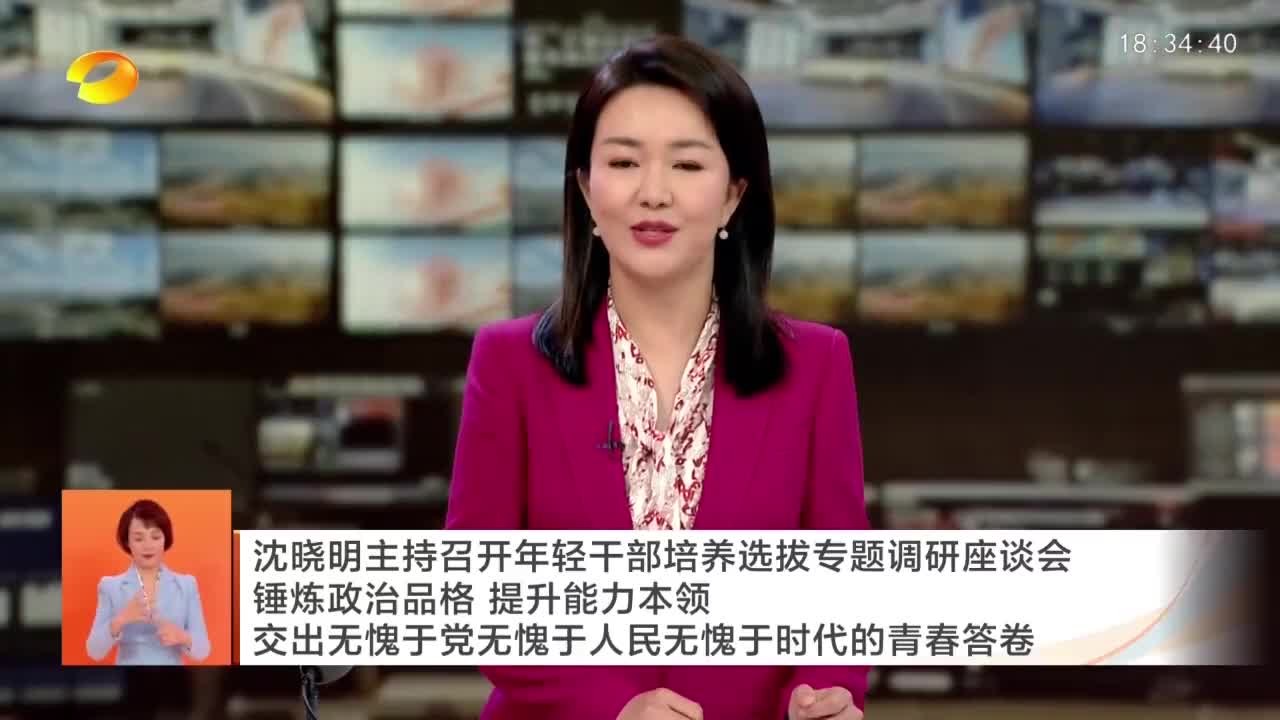 18:34:40
沈晓明主持召开年轻干部培养选拔专题调研座谈会
锤炼政治品格 提升能力本领
交出无愧于党无愧于人民无愧于时代的青春答卷